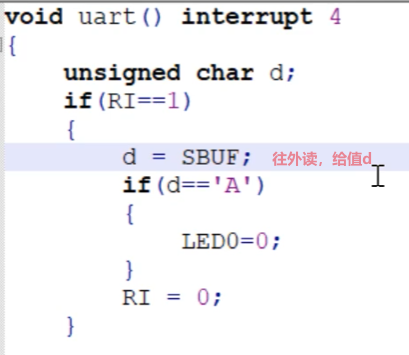 void uart() interrupt 4
{
    unsigned char d;
    if(RI==1)
    {
        d = SBUF; 往外读，给值d
        if(d=='A')
        {
            LED0=0;
        }
        RI = 0;
    }